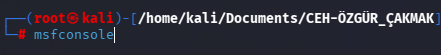 ┌──(root㉿kali)-[/home/kali/Documents/CEH-ÖZGÜR_ÇAKMAK]
└─# msfconsole